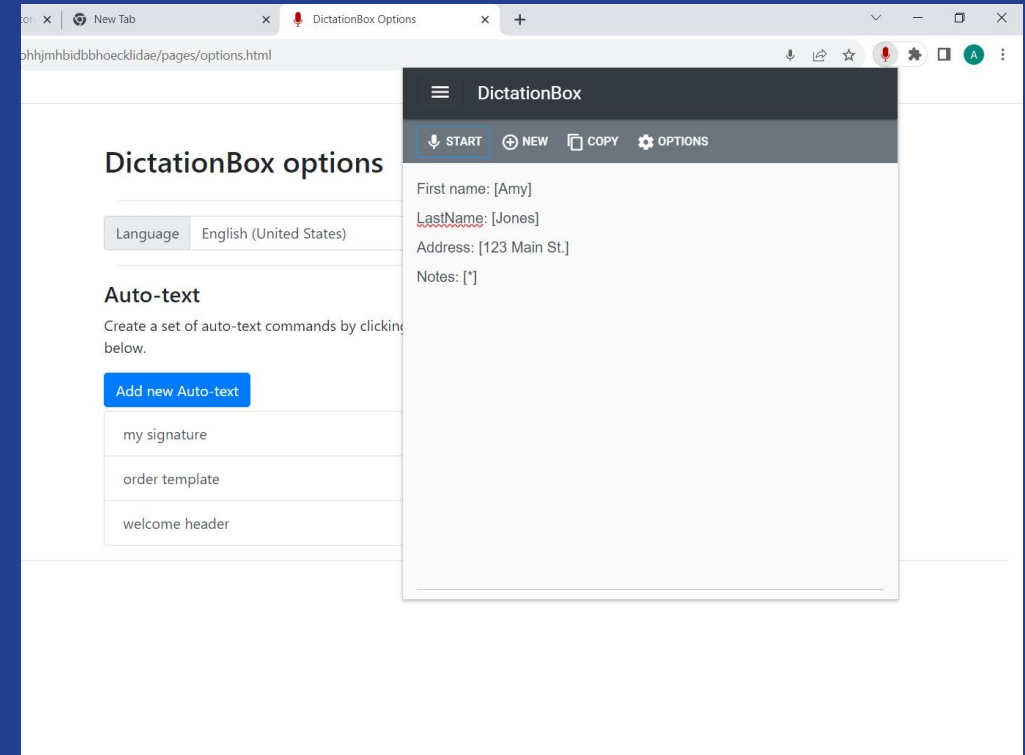 New Tab
DictationBox Options
bhhoecklidae/pages/options.html
A
DictationBox
START NEW COPY OPTIONS
First name: [Amy]
LastName: [Jones]
Address: [123 Main St.]
Notes: [*]
DictationBox options
Language English (United States)
Auto-text
Create a set of auto-text commands by clicking
below.
Add new Auto-text
my signature
order template
welcome header